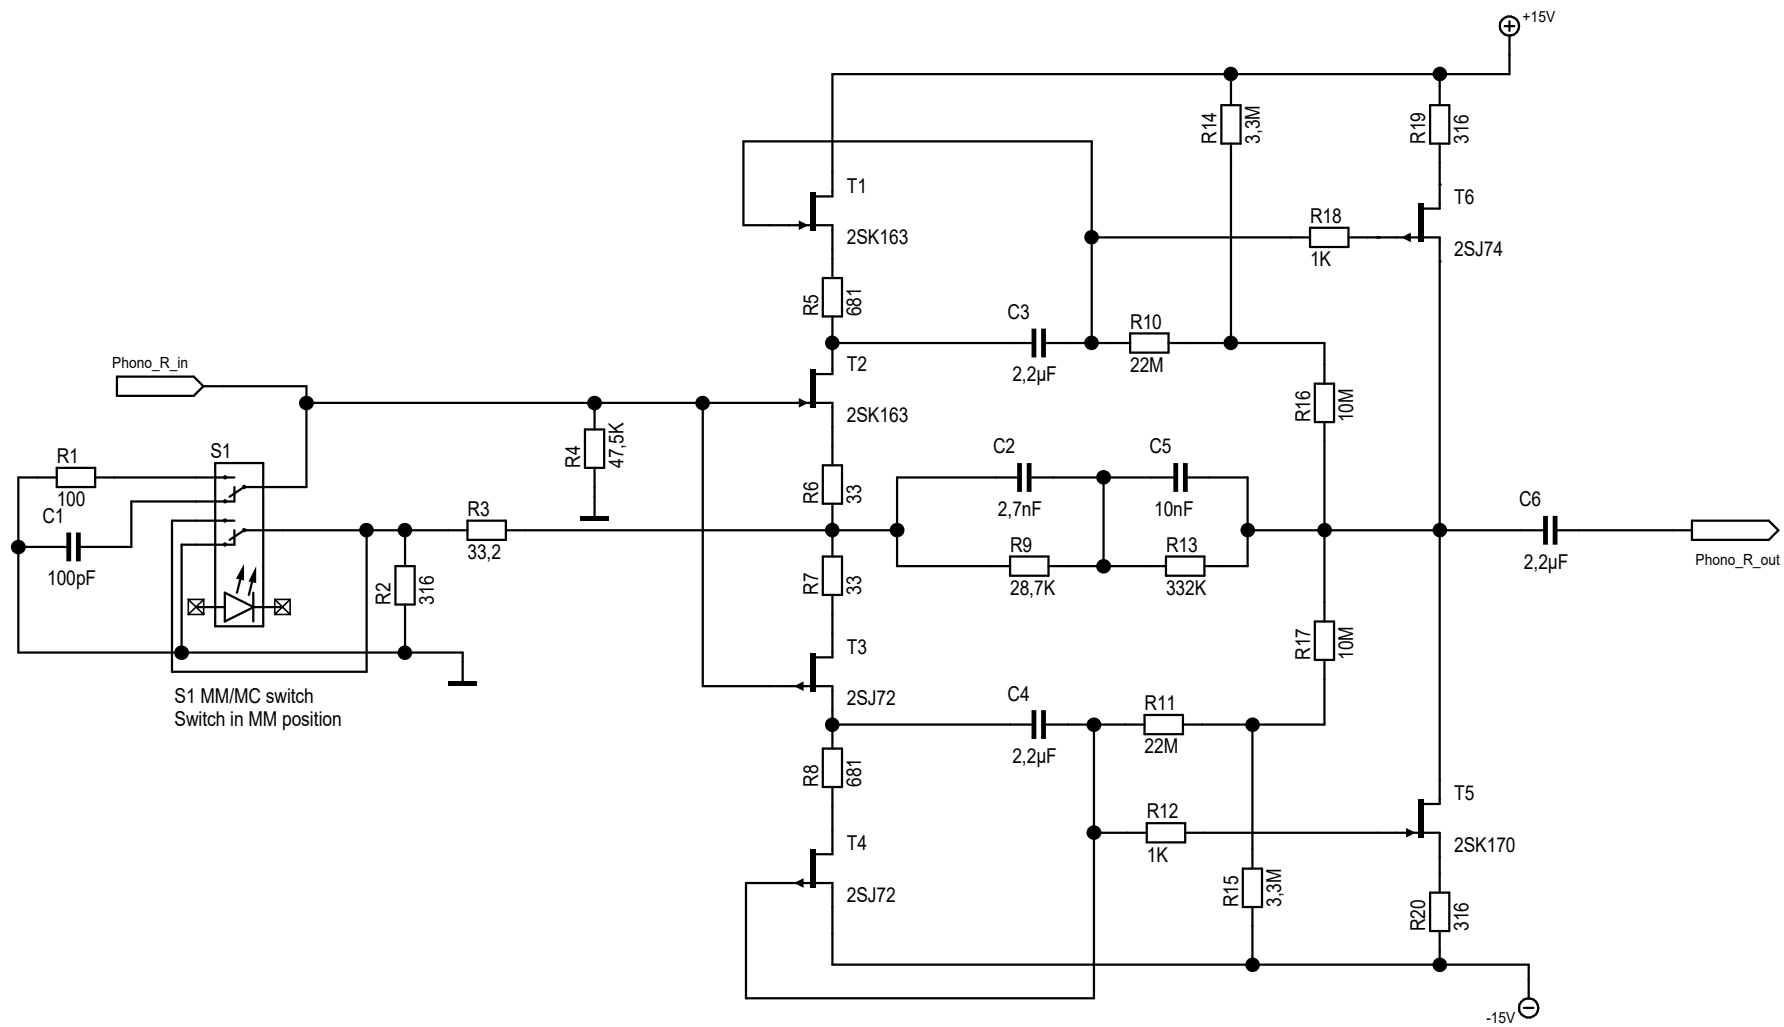 +15V
R14
3,3M
R19
316
T1
2SK163
T6
2SJ74
R18
1K
R5
681
C3
2,2µF
R10
22M
Phono_R_in
T2
2SK163
R16
10M
R4
47,5K
S1
R1
100
C1
100pF
R3
33,2
R2
316
R6
33
C2
2,7nF
C5
10nF
R9
28,7K
R13
332K
C6
2,2µF
Phono_R_out
R7
33
R17
10M
T3
2SJ72
S1 MM/MC switch
Switch in MM position
C4
2,2µF
R11
22M
R8
681
T5
2SK170
R12
1K
T4
2SJ72
R15
3,3M
R20
316
-15V